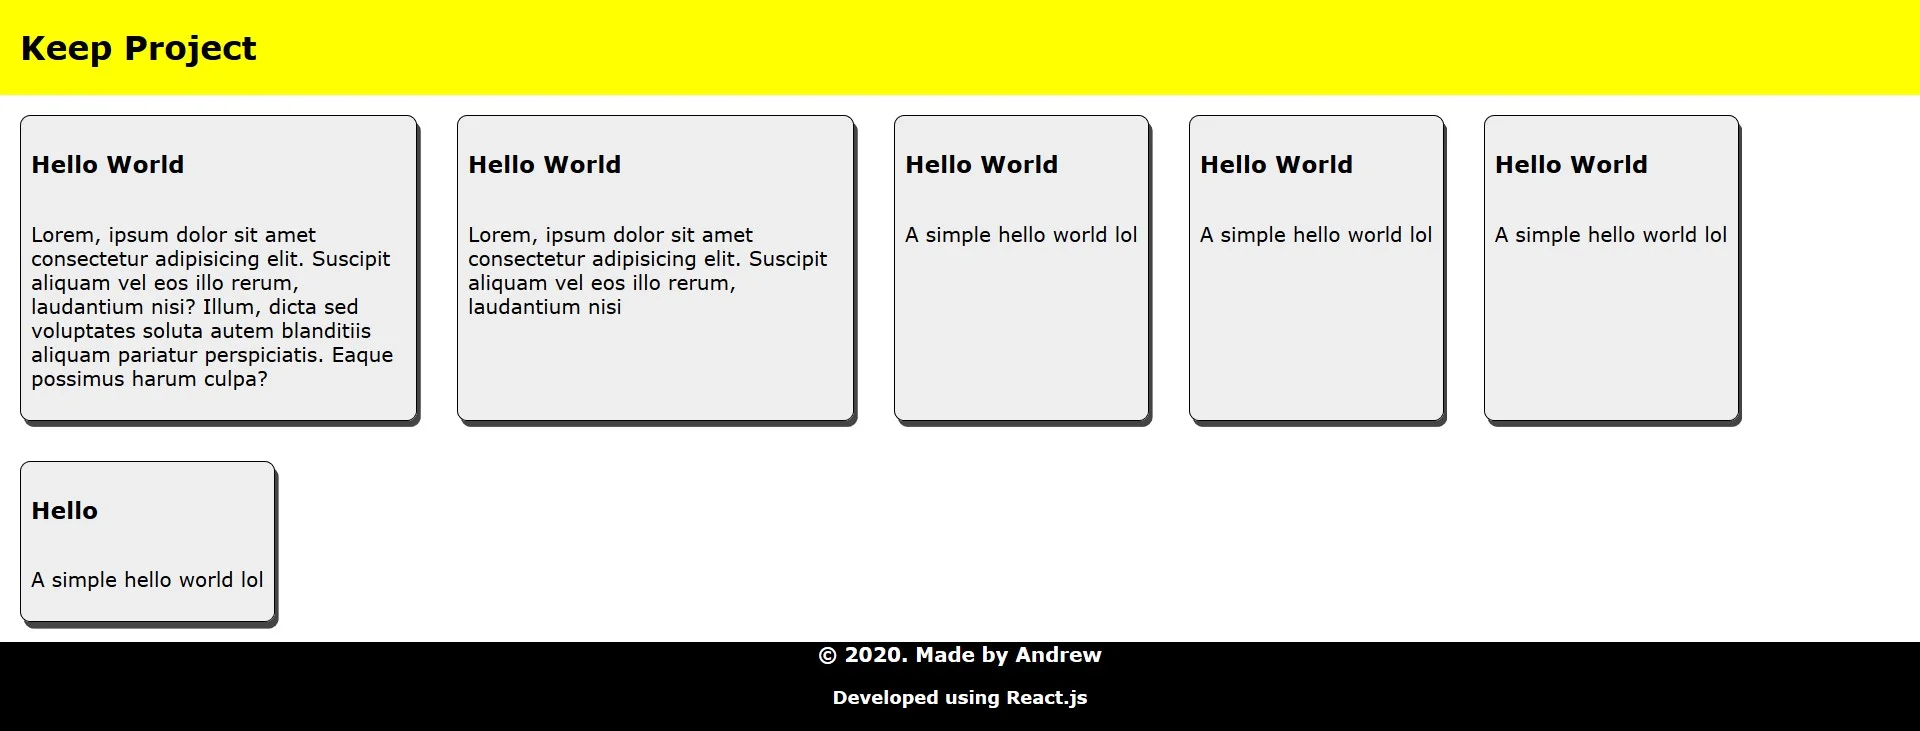 Keep Project
Hello World
Lorem, ipsum dolor sit amet
consectetur adipisicing elit. Suscipit
aliquam vel eos illo rerum,
laudantium nisi? Illum, dicta sed
voluptates soluta autem blanditiis
aliquam pariatur perspiciatis. Eaque
possimus harum culpa?
Hello World
Lorem, ipsum dolor sit amet
consectetur adipisicing elit. Suscipit
aliquam vel eos illo rerum,
laudantium nisi
Hello World
A simple hello world lol
Hello World
A simple hello world lol
Hello World
A simple hello world lol
Hello
A simple hello world lol
© 2020. Made by Andrew
Developed using React.js